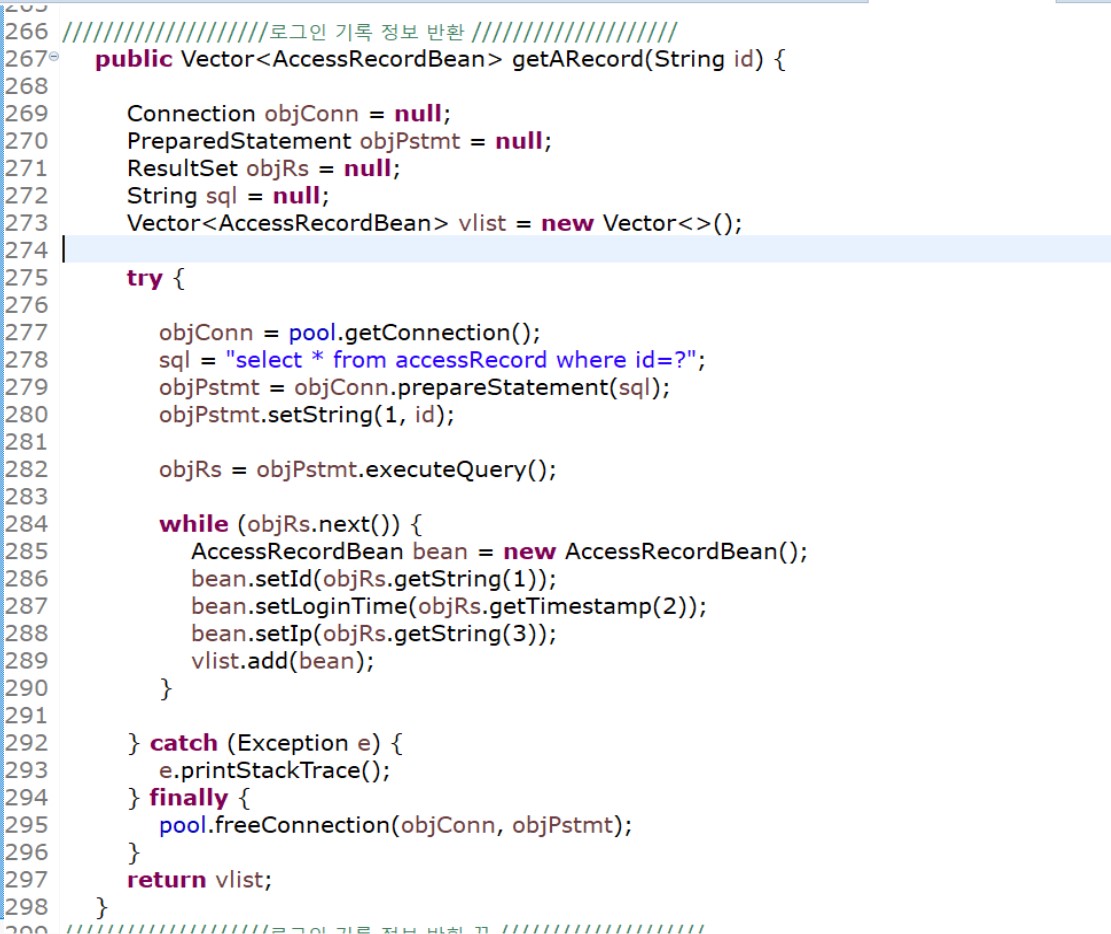 265
266 ////////////////////로그인 기록 정보 반환 ////////////////////
267 public Vector<AccessRecordBean> getARecord(String id) {
268
269 Connection objConn = null;
270 PreparedStatement objPstmt = null;
271 ResultSet objRs = null;
272 String sql = null;
273 Vector<AccessRecordBean> vlist = new Vector<>();
274
275 try {
276
277 objConn = pool.getConnection();
278 sql = "select * from accessRecord where id=?";
279 objPstmt = objConn.prepareStatement(sql);
280 objPstmt.setString(1, id);
281
282 objRs = objPstmt.executeQuery();
283
284 while (objRs.next()) {
285 AccessRecordBean bean = new AccessRecordBean();
286 bean.setId(objRs.getString(1));
287 bean.setLoginTime(objRs.getTimestamp(2));
288 bean.setIp(objRs.getString(3));
289 vlist.add(bean);
290 }
291
292 } catch (Exception e) {
293 e.printStackTrace();
294 } finally {
295 pool.freeConnection(objConn, objPstmt);
296 }
297 return vlist;
298 }
299 ////////////////////로그인 기록 정보 반환 끝 ////////////////////